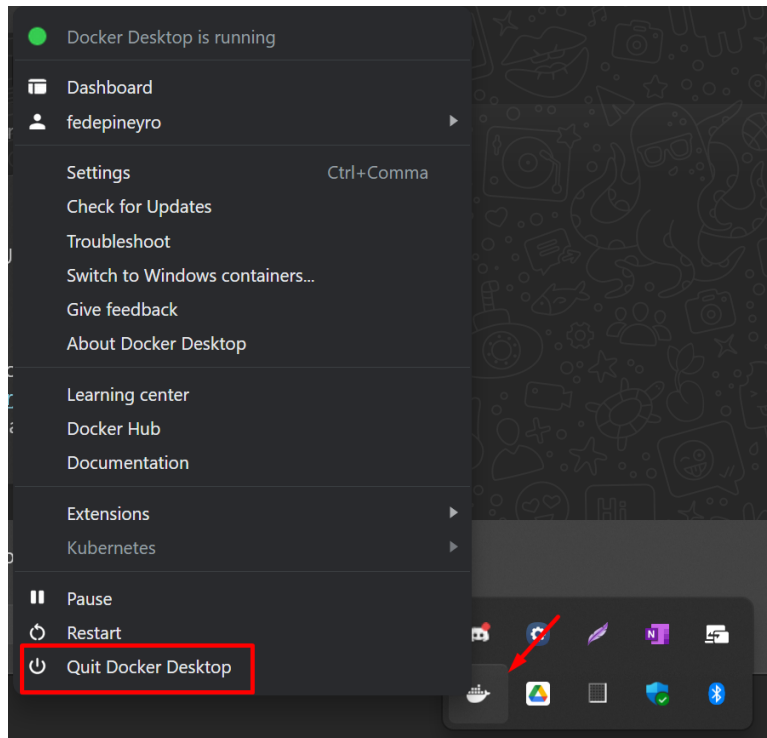 Docker Desktop is running
Dashboard
fedepineyro
Settings Ctrl+Comma
Check for Updates
Troubleshoot
Switch to Windows containers...
Give feedback
About Docker Desktop
Learning center
Docker Hub
Documentation
Extensions
Kubernetes
Pause
Restart
Quit Docker Desktop
Hi
N